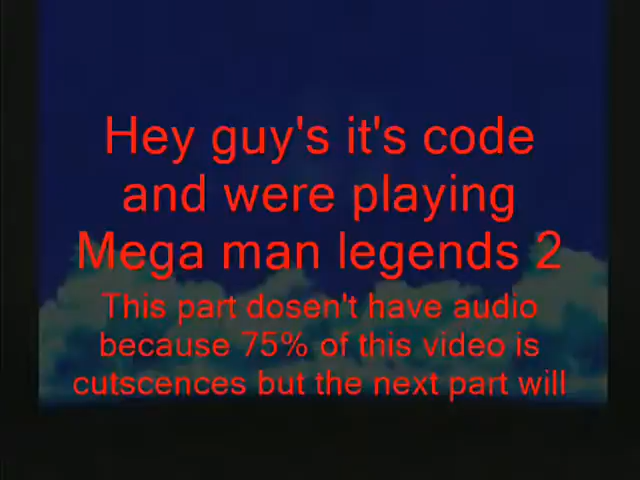 Hey guy's it's code
and were playing
Mega man legends 2
This part dosen't have audio
because 75% of this video is
cutscences but the next part will